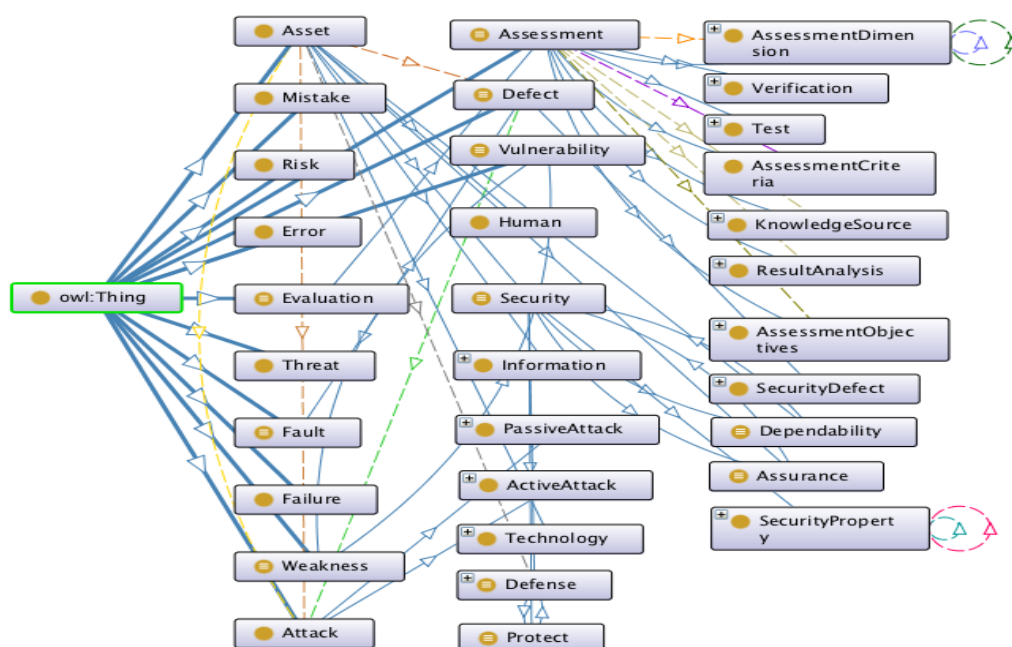 Asset
Mistake
Risk
Error
owl:Thing
Evaluation
Threat
Fault
Failure
Weakness
Attack
Assessment
Defect
Vulnerability
Human
Security
Information
PassiveAttack
ActiveAttack
Technology
Defense
Protect
AssessmentDimen
sion
Verification
Test
AssessmentCrite
ria
KnowledgeSource
ResultAnalysis
AssessmentObjec
tives
SecurityDefect
Dependability
Assurance
SecurityPropert
y